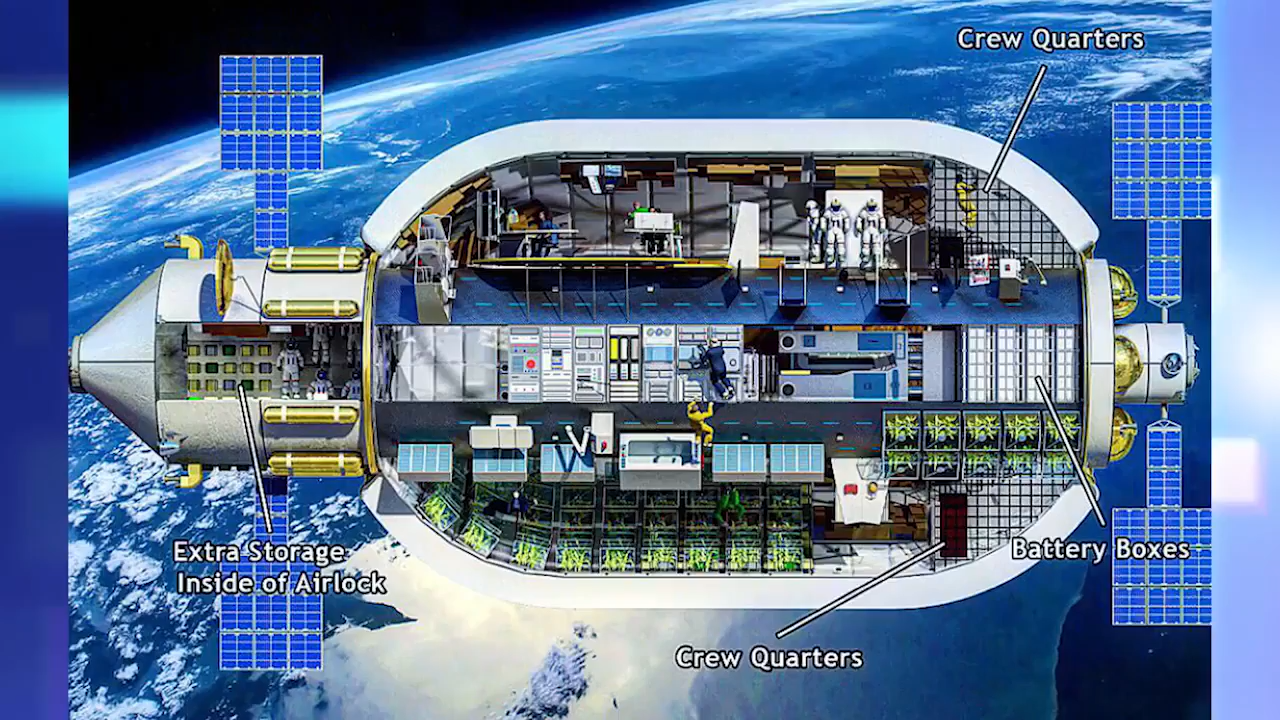 Crew Quarters
Extra Storage
Inside of Airlock
Battery Boxes
Crew Quarters